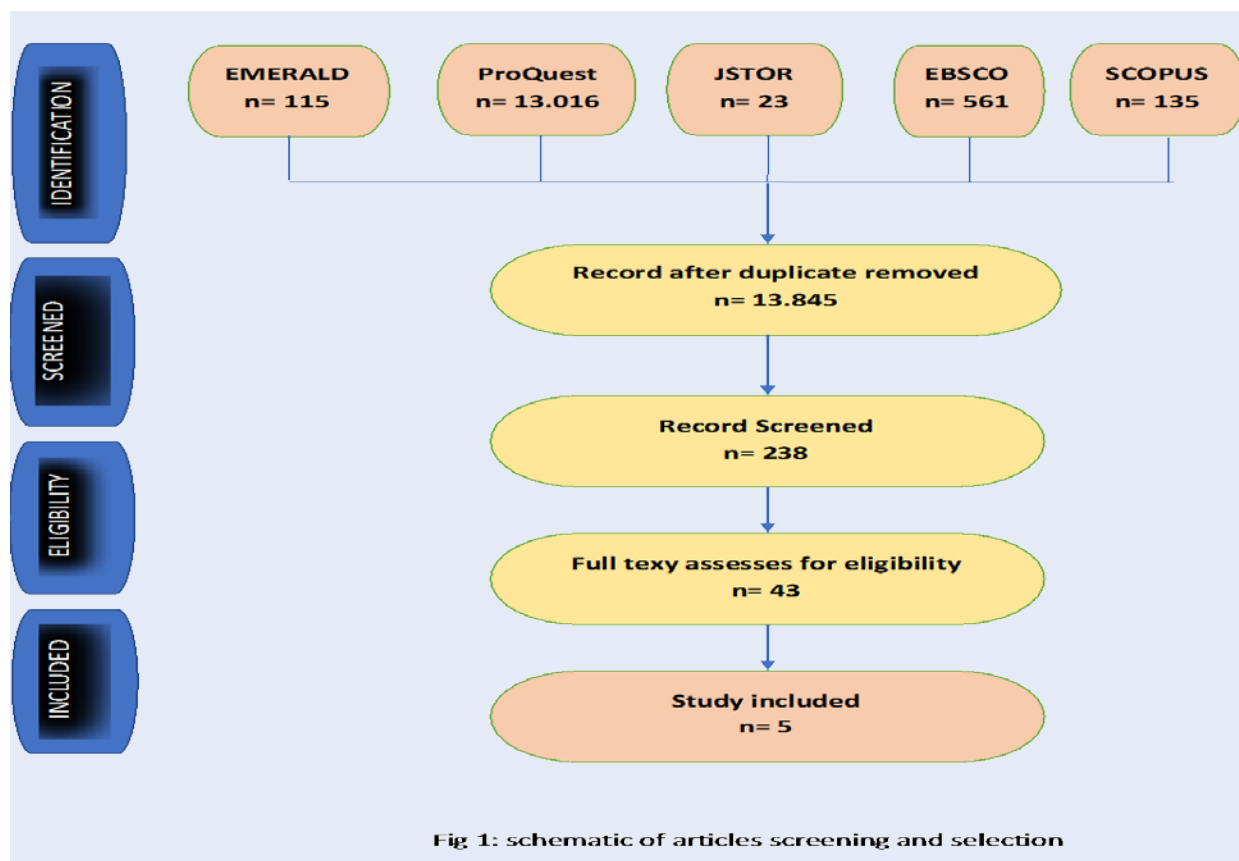 IDENTIFICATION
EMERALD
n= 115
ProQuest
n= 13.016
JSTOR
n= 23
EBSCO
n= 561
SCOPUS
n= 135
SCREENED
Record after duplicate removed
n= 13.845
Record Screened
n= 238
ELIGIBILITY
Full texy assesses for eligibility
n= 43
INCLUDED
Study included
n= 5
Fig 1: schematic of articles screening and selection